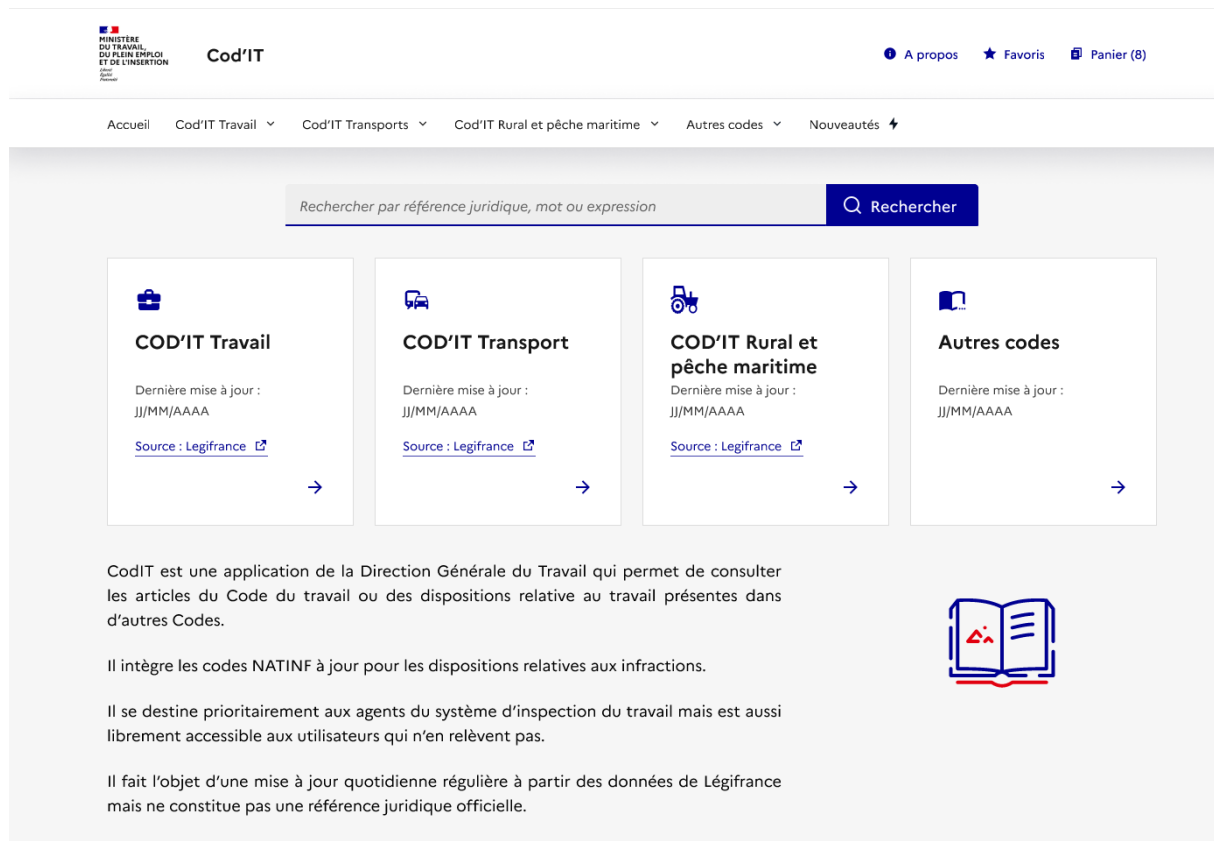 MINISTÈRE
DU TRAVAIL,
DU PLEIN EMPLOI
ET DE L'INSERTION
Liberté
Égalité
Fraternité
Cod'IT
A propos
Favoris
Panier (8)
Accueil
Cod'IT Travail
Cod'IT Transports
Cod'IT Rural et pêche maritime
Autres codes
Nouveautés
Rechercher par référence juridique, mot ou expression
Rechercher
COD'IT Travail
Dernière mise à jour :
JJ/MM/AAAA
Source : Legifrance
COD'IT Transport
Dernière mise à jour :
JJ/MM/AAAA
Source : Legifrance
COD'IT Rural et
pêche maritime
Dernière mise à jour :
JJ/MM/AAAA
Source : Legifrance
Autres codes
Dernière mise à jour :
JJ/MM/AAAA
CodIT est une application de la Direction Générale du Travail qui permet de consulter
les articles du Code du travail ou des dispositions relative au travail présentes dans
d'autres Codes.
Il intègre les codes NATINF à jour pour les dispositions relatives aux infractions.
Il se destine prioritairement aux agents du système d'inspection du travail mais est aussi
librement accessible aux utilisateurs qui n'en relèvent pas.
Il fait l'objet d'une mise à jour quotidienne régulière à partir des données de Légifrance
mais ne constitue pas une référence juridique officielle.